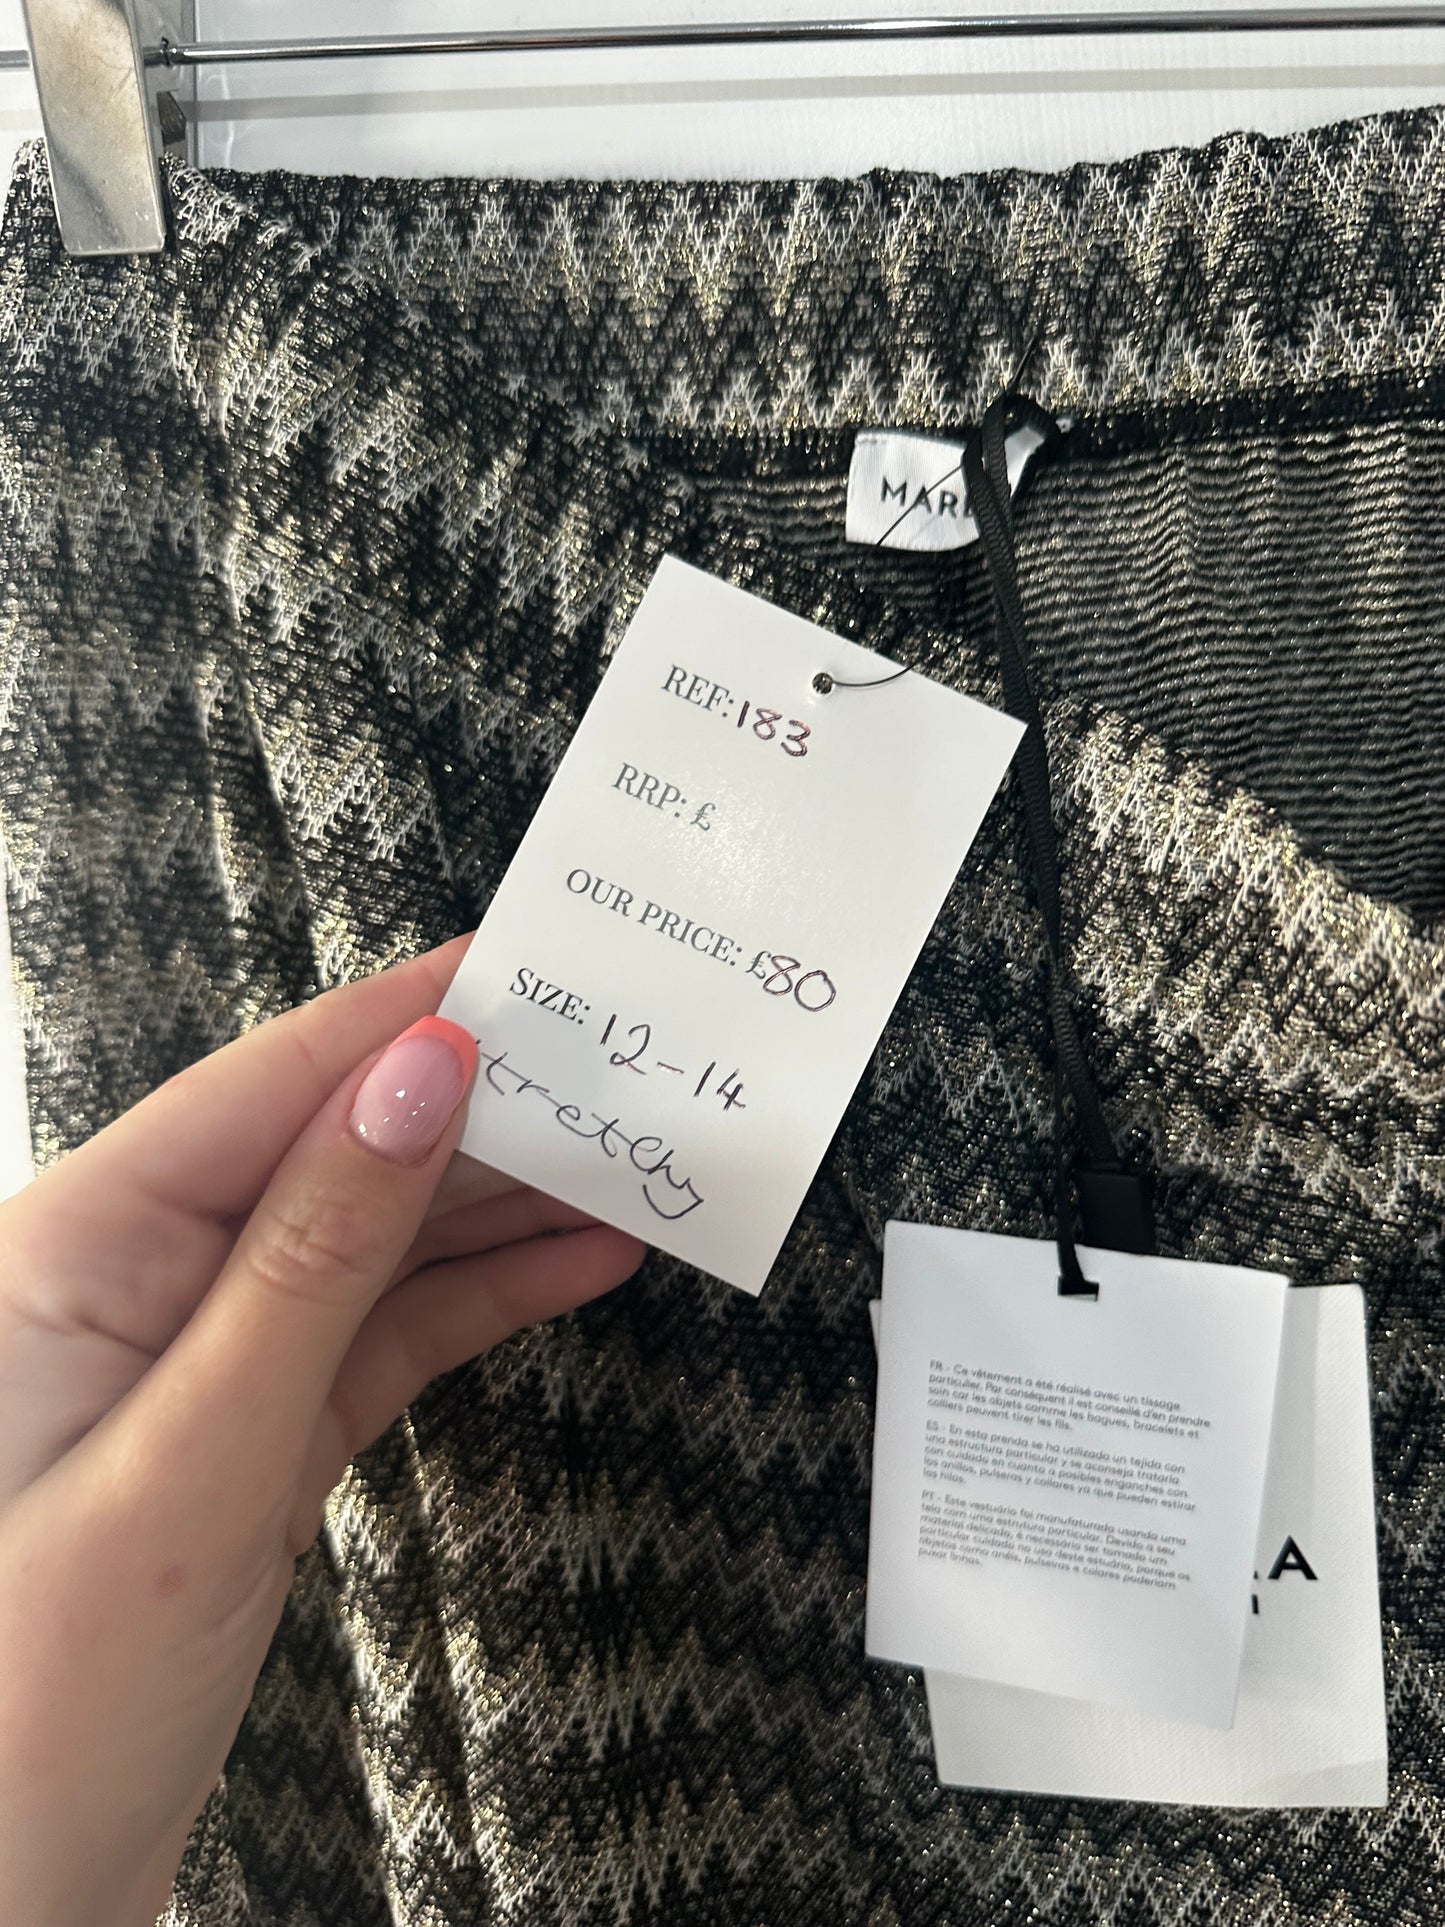 MAR
REF: 183
RRP: £
OUR PRICE: £80
SIZE: 12-14
tretchy
FR - Ce vêtement a été réalisé avec un tissage
particulier. Par conséquent il est conseillé d'en prendre
soin car les objets comme les bagues, bracelets et
colliers peuvent tirer les fils.
ES - En esta prenda se ha utilizado un tejido con
una estructura particular y se aconseja tratarla
con cuidado en cuanto a posibles enganches con
los anillos, pulseras y collares ya que pueden estirar
los hilos.
PT - Este vestuário foi manufaturado usando uma
tela com uma estrutura particular. Devido a seu
material delicado, é necessário ser tomado um
particular cuidado no uso deste estuário, porque os
objetos como anéis, pulseiras e colares poderiam
puxar linhas.
A